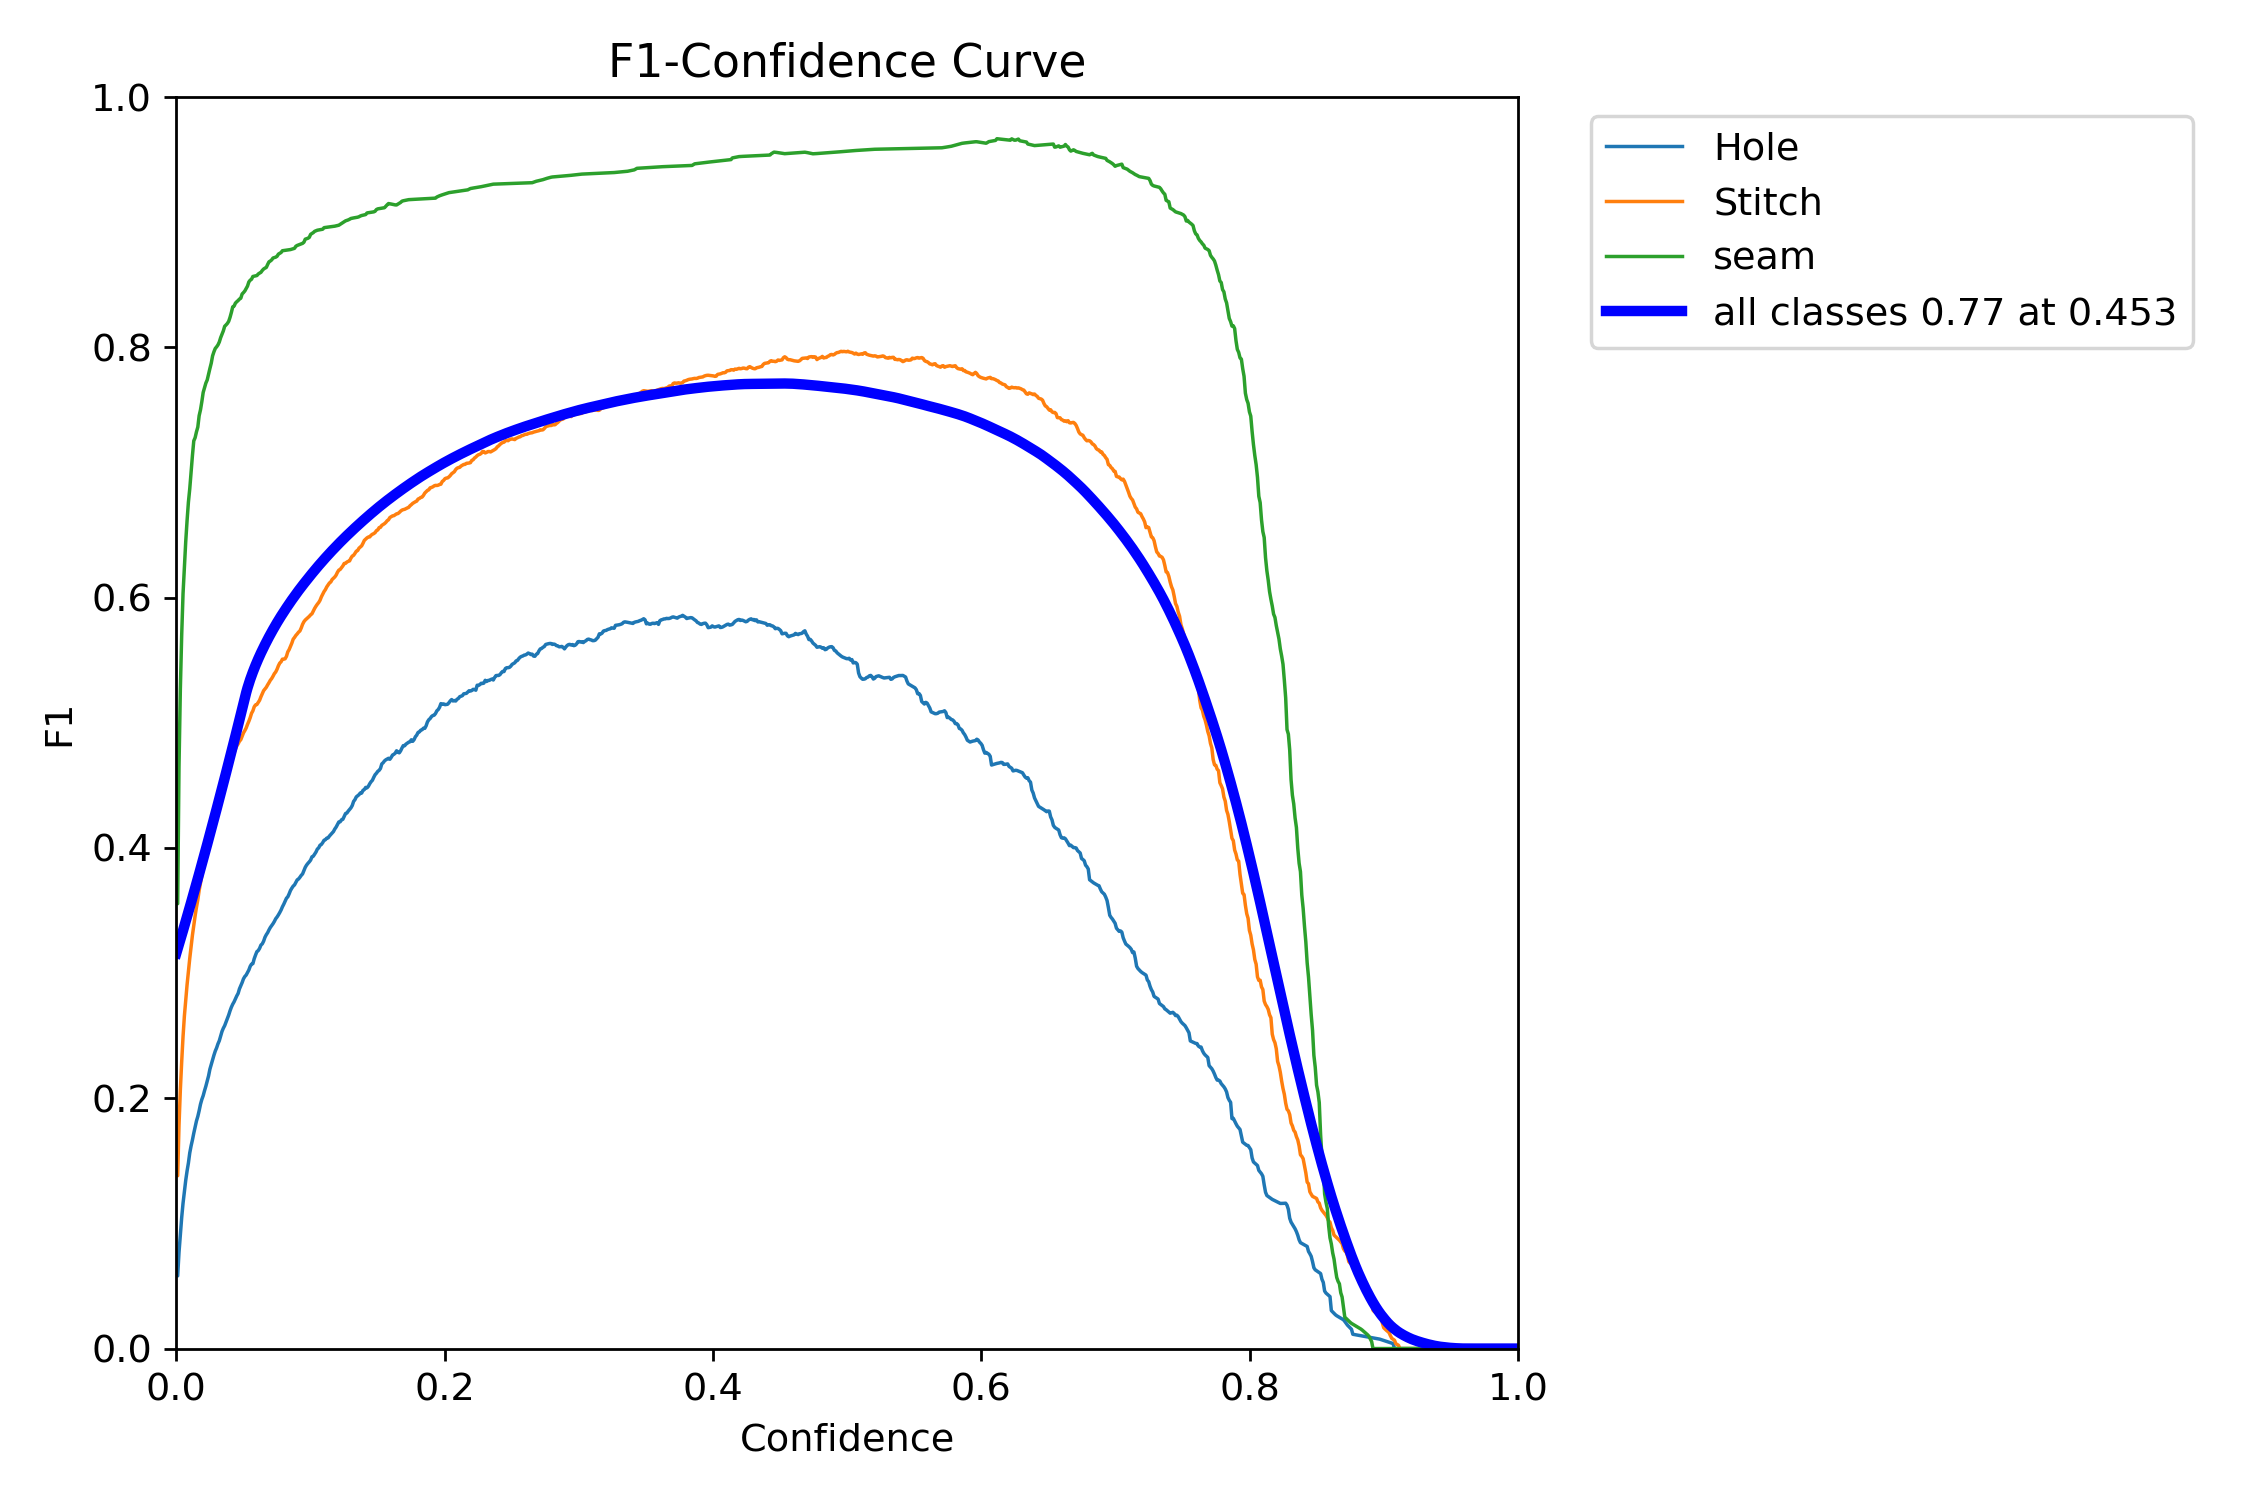 F1-Confidence Curve
1.0
0.8
0.6
0.4
0.2
0.0
F1
0.0 0.2 0.4 0.6 0.8 1.0
Confidence
Hole
Stitch
seam
all classes 0.77 at 0.453